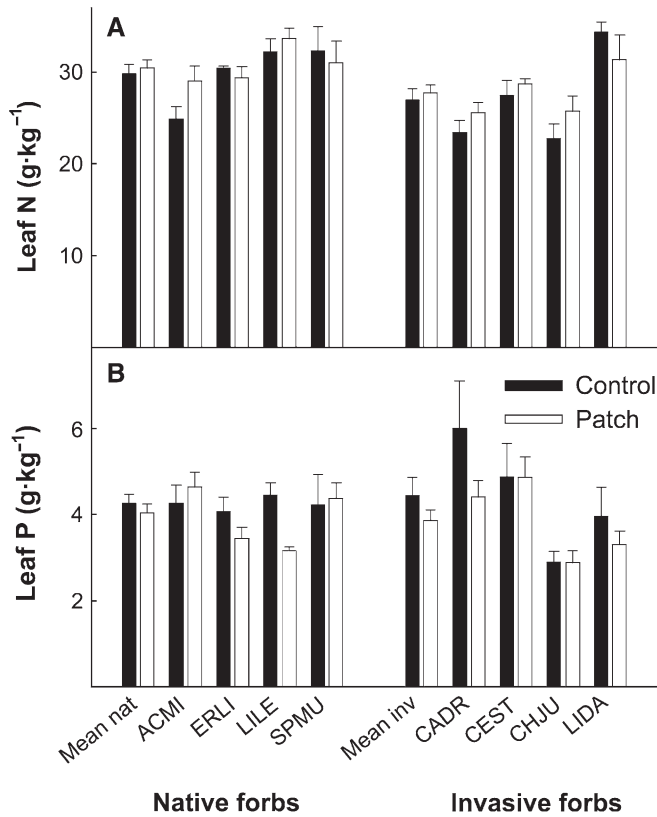 A
Leaf N (g·kg⁻¹)
30
20
10
B
Control
Patch
Leaf P (g·kg⁻¹)
6
4
2
Mean nat
ACMI
ERLI
LILE
SPMU
Mean inv
CADR
CEST
CHJU
LIDA
Native forbs
Invasive forbs